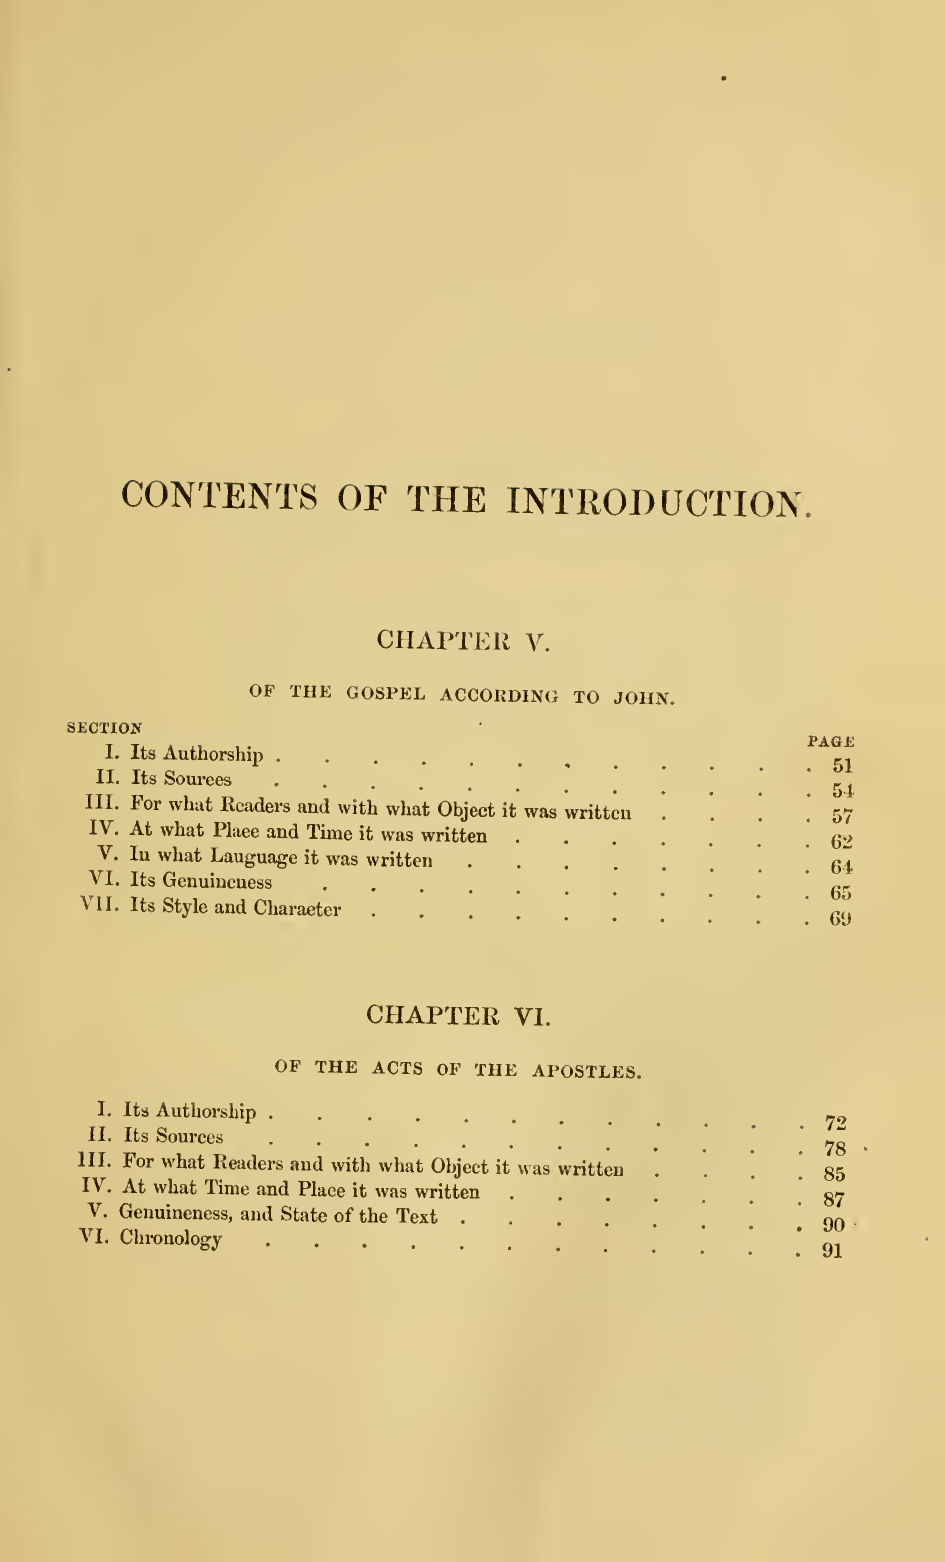 CONTENTS OF THE INTRODUCTION.
CHAPTER V.
OF THE GOSPEL ACCORDING TO JOHN.
SECTION PAGE
I. Its Authorship . . . . . . . . . . . . 51
II. Its Sources . . . . . . . . . . . . 54
III. For what Readers and with what Object it was written . . . . 57
IV. At what Place and Time it was written . . . . . . . 62
V. In what Language it was written . . . . . . . . 64
VI. Its Genuineness . . . . . . . . . . . 65
VII. Its Style and Character . . . . . . . . . . 69
CHAPTER VI.
OF THE ACTS OF THE APOSTLES.
I. Its Authorship . . . . . . . . . . . . 72
II. Its Sources . . . . . . . . . . . . 78
III. For what Readers and with what Object it was written . . . . 85
IV. At what Time and Place it was written . . . . . . . 87
V. Genuineness, and State of the Text . . . . . . . . 90
VI. Chronology . . . . . . . . . . . . 91